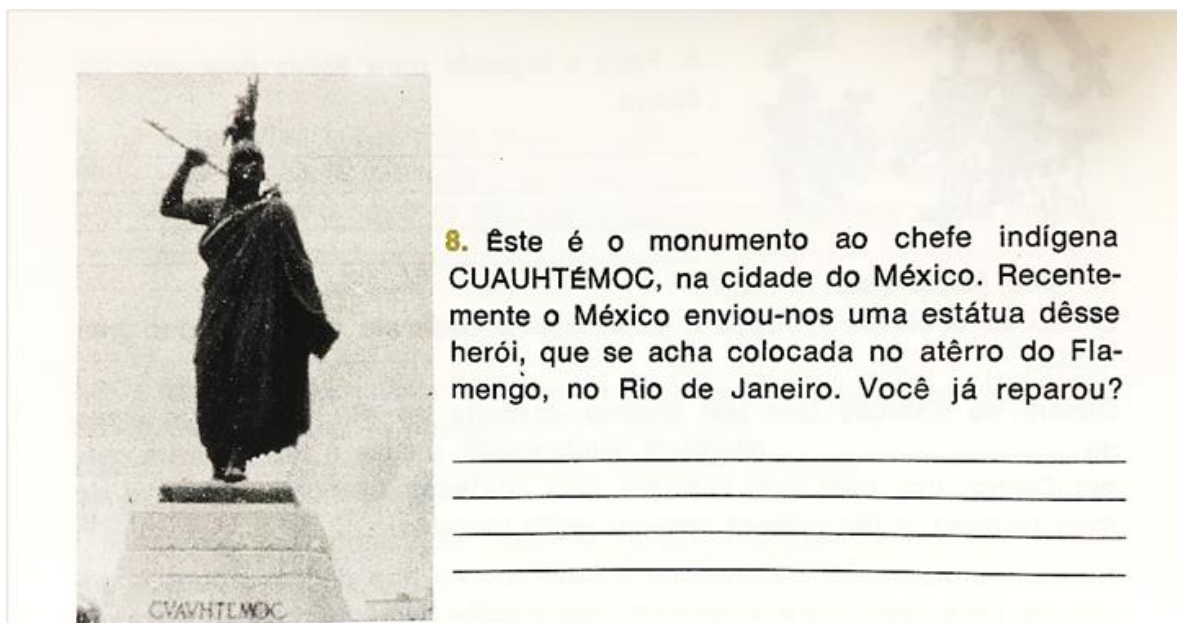 8. Êste é o monumento ao chefe indígena
CUAUHTÉMOC, na cidade do México. Recente-
mente o México enviou-nos uma estátua dêsse
herói, que se acha colocada no atêrro do Fla-
mengo, no Rio de Janeiro. Você já reparou?
CVAVHTEMOC